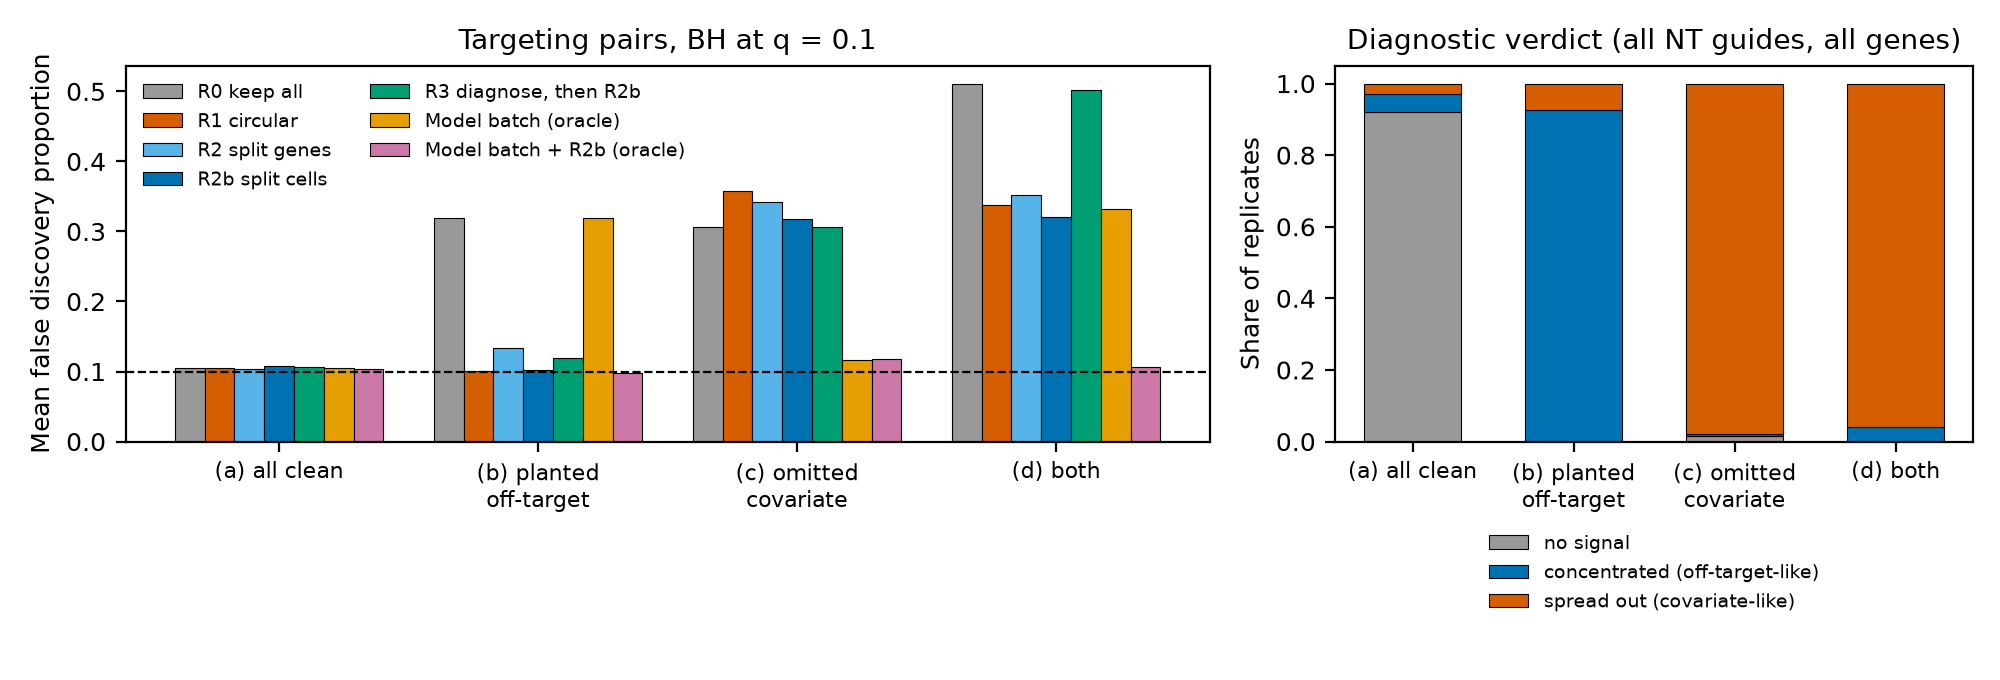 Targeting pairs, BH at q = 0.1
Mean false discovery proportion
0.5
0.4
0.3
0.2
0.1
0.0
R0 keep all
R1 circular
R2 split genes
R2b split cells
R3 diagnose, then R2b
Model batch (oracle)
Model batch + R2b (oracle)
(a) all clean
(b) planted
off-target
(c) omitted
covariate
(d) both
Diagnostic verdict (all NT guides, all genes)
Share of replicates
1.0
0.8
0.6
0.4
0.2
0.0
(a) all clean
(b) planted
off-target
(c) omitted
covariate
(d) both
no signal
concentrated (off-target-like)
spread out (covariate-like)